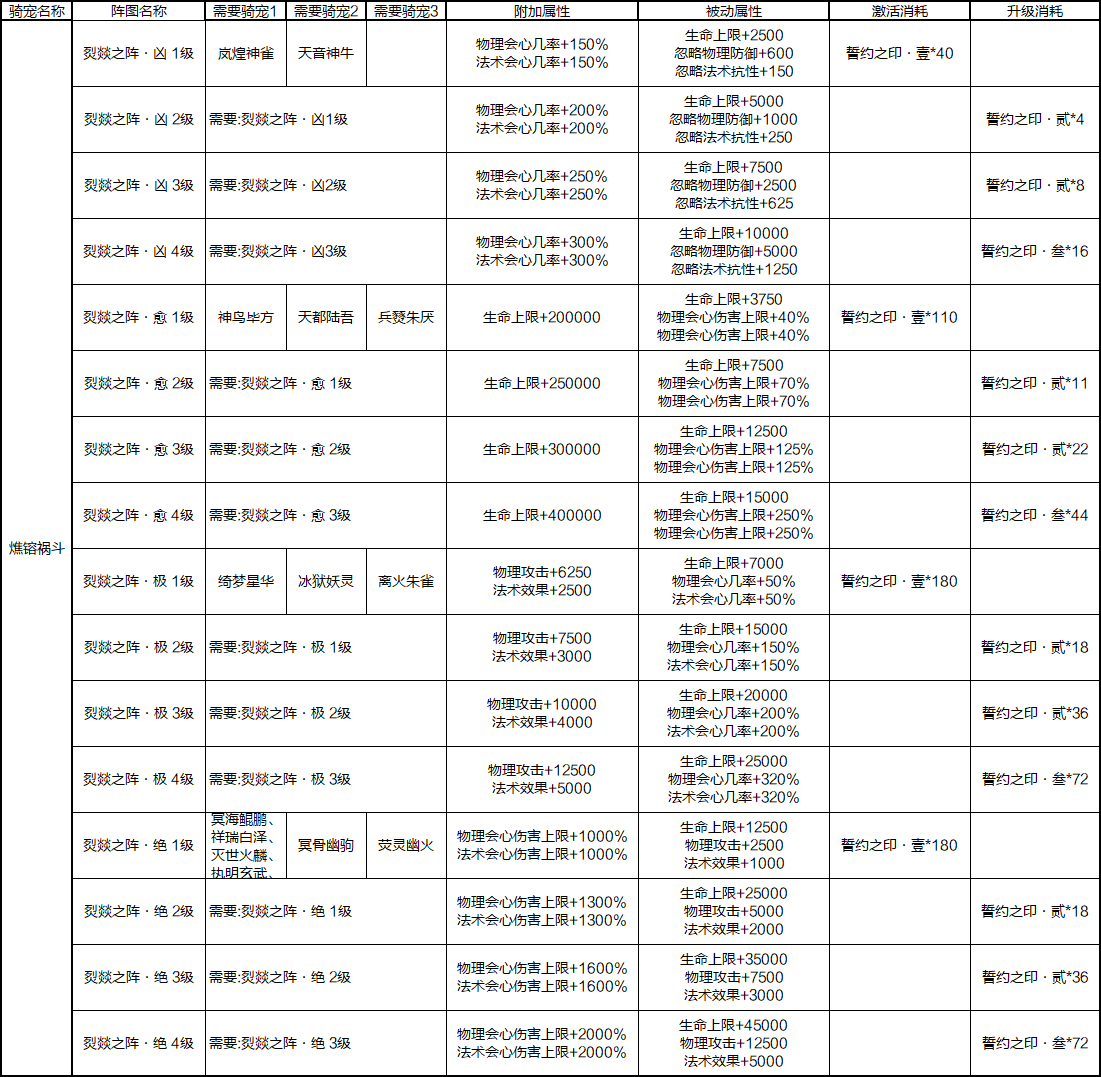 骑宠名称 阵图名称 需要骑宠1 需要骑宠2 需要骑宠3 附加属性 被动属性 激活消耗 升级消耗
燋镕祸斗
裂燚之阵·凶 1级 岚煌神雀 天音神牛
物理会心几率+150%
法术会心几率+150%
生命上限+2500
忽略物理防御+600
忽略法术抗性+150
誓约之印·壹*40
裂燚之阵·凶 2级 需要:裂燚之阵·凶1级
物理会心几率+200%
法术会心几率+200%
生命上限+5000
忽略物理防御+1000
忽略法术抗性+250
誓约之印·贰*4
裂燚之阵·凶 3级 需要:裂燚之阵·凶2级
物理会心几率+250%
法术会心几率+250%
生命上限+7500
忽略物理防御+2500
忽略法术抗性+625
誓约之印·贰*8
裂燚之阵·凶 4级 需要:裂燚之阵·凶3级
物理会心几率+300%
法术会心几率+300%
生命上限+10000
忽略物理防御+5000
忽略法术抗性+1250
誓约之印·叁*16
裂燚之阵·愈 1级 神鸟毕方 天都陆吾 兵燹朱厌
生命上限+200000
生命上限+3750
物理会心伤害上限+40%
物理会心伤害上限+40%
誓约之印·壹*110
裂燚之阵·愈 2级 需要:裂燚之阵·愈 1级
生命上限+250000
生命上限+7500
物理会心伤害上限+70%
物理会心伤害上限+70%
誓约之印·贰*11
裂燚之阵·愈 3级 需要:裂燚之阵·愈 2级
生命上限+300000
生命上限+12500
物理会心伤害上限+125%
物理会心伤害上限+125%
誓约之印·贰*22
裂燚之阵·愈 4级 需要:裂燚之阵·愈 3级
生命上限+400000
生命上限+15000
物理会心伤害上限+250%
物理会心伤害上限+250%
誓约之印·叁*44
裂燚之阵·极 1级 绮梦星华 冰狱妖灵 离火朱雀
物理攻击+6250
法术效果+2500
生命上限+7000
物理会心几率+50%
法术会心几率+50%
誓约之印·壹*180
裂燚之阵·极 2级 需要:裂燚之阵·极 1级
物理攻击+7500
法术效果+3000
生命上限+15000
物理会心几率+150%
法术会心几率+150%
誓约之印·贰*18
裂燚之阵·极 3级 需要:裂燚之阵·极 2级
物理攻击+10000
法术效果+4000
生命上限+20000
物理会心几率+200%
法术会心几率+200%
誓约之印·贰*36
裂燚之阵·极 4级 需要:裂燚之阵·极 3级
物理攻击+12500
法术效果+5000
生命上限+25000
物理会心几率+320%
法术会心几率+320%
誓约之印·叁*72
裂燚之阵·绝 1级
冥海鲲鹏、
祥瑞白泽、
灭世火麟、
执明玄武、
冥骨幽驹 荧灵幽火
物理会心伤害上限+1000%
法术会心伤害上限+1000%
生命上限+12500
物理攻击+2500
法术效果+1000
誓约之印·壹*180
裂燚之阵·绝 2级 需要:裂燚之阵·绝 1级
物理会心伤害上限+1300%
法术会心伤害上限+1300%
生命上限+25000
物理攻击+5000
法术效果+2000
誓约之印·贰*18
裂燚之阵·绝 3级 需要:裂燚之阵·绝 2级
物理会心伤害上限+1600%
法术会心伤害上限+1600%
生命上限+35000
物理攻击+7500
法术效果+3000
誓约之印·贰*36
裂燚之阵·绝 4级 需要:裂燚之阵·绝 3级
物理会心伤害上限+2000%
法术会心伤害上限+2000%
生命上限+45000
物理攻击+12500
法术效果+5000
誓约之印·叁*72